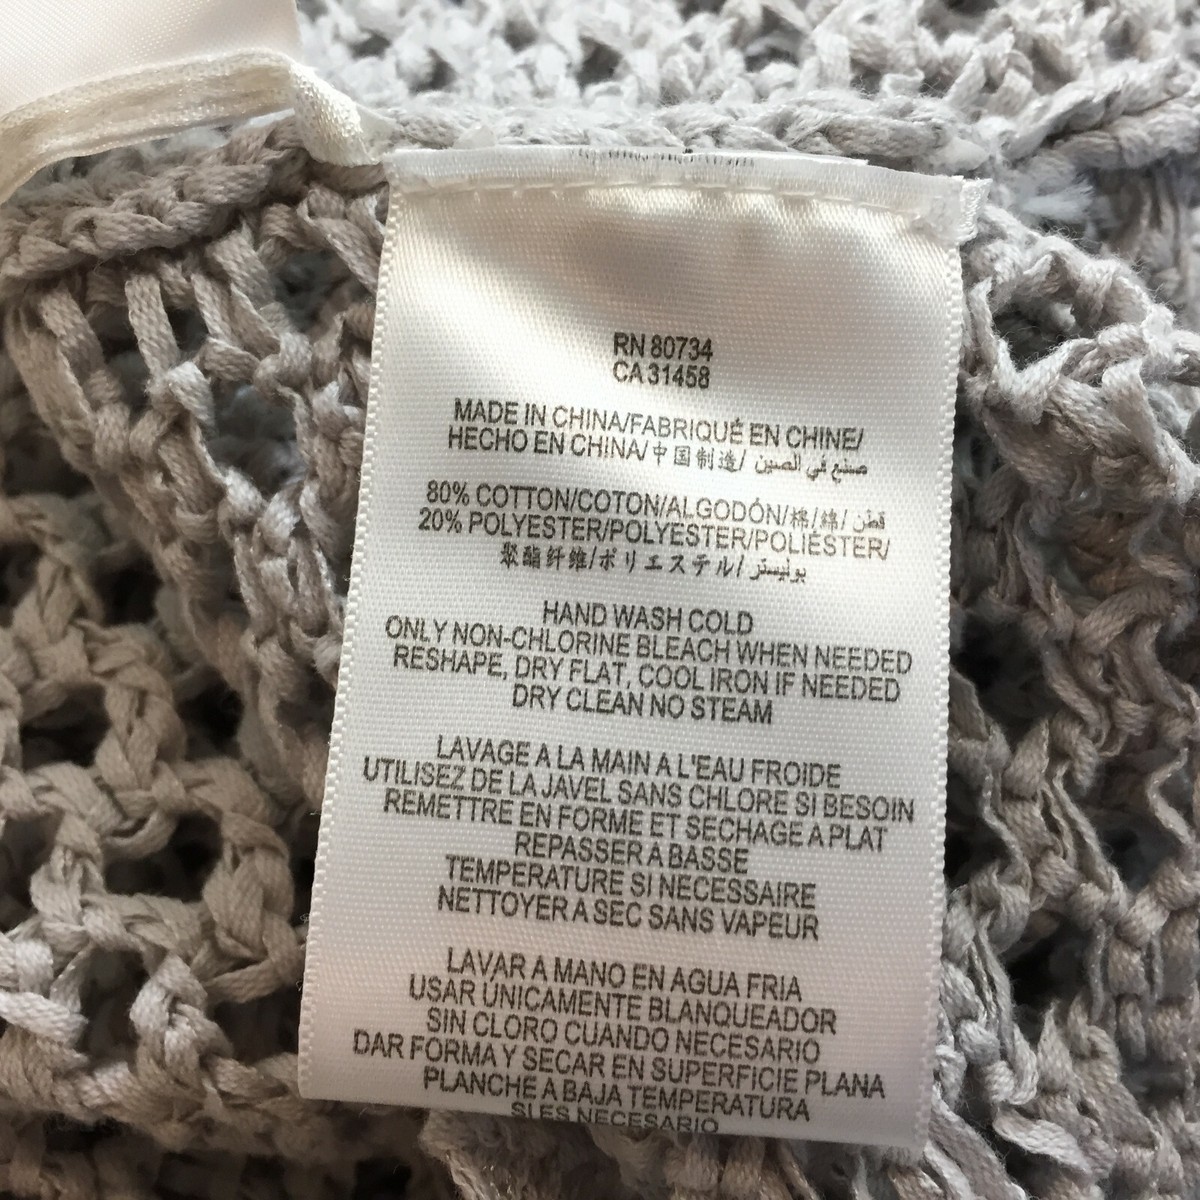 RN 80734
CA 31458
MADE IN CHINA/FABRIQUÉ EN CHINE/
HECHO EN CHINA/中国制造/ صنع في الصين
80% COTTON/COTON/ALGODÓN/棉/綿/ قطن
20% POLYESTER/POLYESTER/POLIÉSTER/
聚酯纤维/ポリエステル/ بوليستر
HAND WASH COLD
ONLY NON-CHLORINE BLEACH WHEN NEEDED
RESHAPE, DRY FLAT, COOL IRON IF NEEDED
DRY CLEAN NO STEAM
LAVAGE A LA MAIN A L'EAU FROIDE
UTILISEZ DE LA JAVEL SANS CHLORE SI BESOIN
REMETTRE EN FORME ET SECHAGE A PLAT
REPASSER A BASSE
TEMPERATURE SI NECESSAIRE
NETTOYER A SEC SANS VAPEUR
LAVAR A MANO EN AGUA FRIA
USAR ÚNICAMENTE BLANQUEADOR
SIN CLORO CUANDO NECESARIO
DAR FORMA Y SECAR EN SUPERFICIE PLANA
PLANCHE A BAJA TEMPERATURA
SI ES NECESARIO